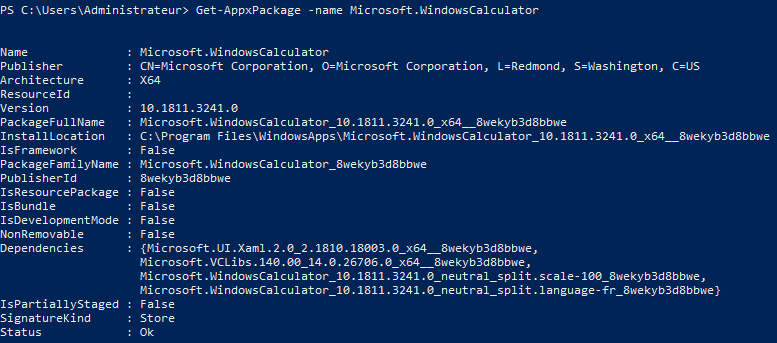 PS C:\Users\Administrateur> Get-AppxPackage -name Microsoft.WindowsCalculator
Name : Microsoft.WindowsCalculator
Publisher : CN=Microsoft Corporation, O=Microsoft Corporation, L=Redmond, S=Washington, C=US
Architecture : X64
ResourceId :
Version : 10.1811.3241.0
PackageFullName : Microsoft.WindowsCalculator_10.1811.3241.0_x64__8wekyb3d8bbwe
InstallLocation : C:\Program Files\WindowsApps\Microsoft.WindowsCalculator_10.1811.3241.0_x64__8wekyb3d8bbwe
IsFramework : False
PackageFamilyName : Microsoft.WindowsCalculator_8wekyb3d8bbwe
PublisherId : 8wekyb3d8bbwe
IsResourcePackage : False
IsBundle : False
IsDevelopmentMode : False
NonRemovable : False
Dependencies : {Microsoft.UI.Xaml.2.0_2.1810.18003.0_x64__8wekyb3d8bbwe,
Microsoft.VCLibs.140.00_14.0.26706.0_x64__8wekyb3d8bbwe,
Microsoft.WindowsCalculator_10.1811.3241.0_neutral_split.scale-100_8wekyb3d8bbwe,
Microsoft.WindowsCalculator_10.1811.3241.0_neutral_split.language-fr_8wekyb3d8bbwe}
IsPartiallyStaged : False
SignatureKind : Store
Status : Ok